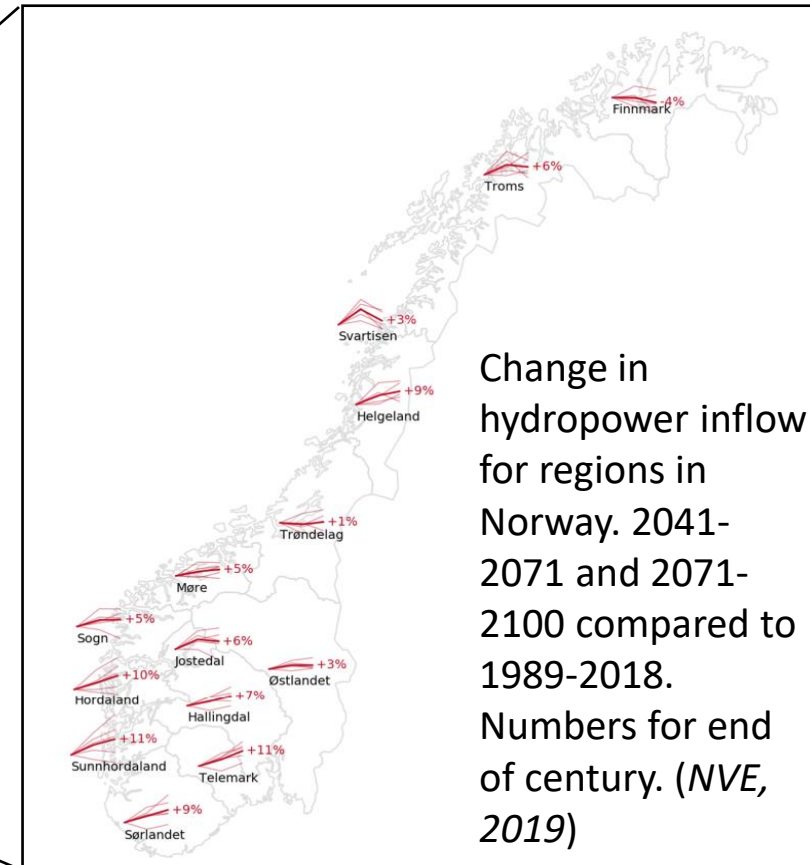 -4%
Finnmark
+6%
Troms
+3%
Svartisen
+9%
Helgeland
Change in
hydropower inflow
for regions in
Norway. 2041-
2071 and 2071-
2100 compared to
1989-2018.
Numbers for end
of century. (NVE,
2019)
+1%
Trøndelag
+5%
Møre
+5%
Sogn
+6%
Jostedal
+3%
Østlandet
+10%
Hordaland
+7%
Hallingdal
+11%
Sunnhordaland
+11%
Telemark
+9%
Sørlandet